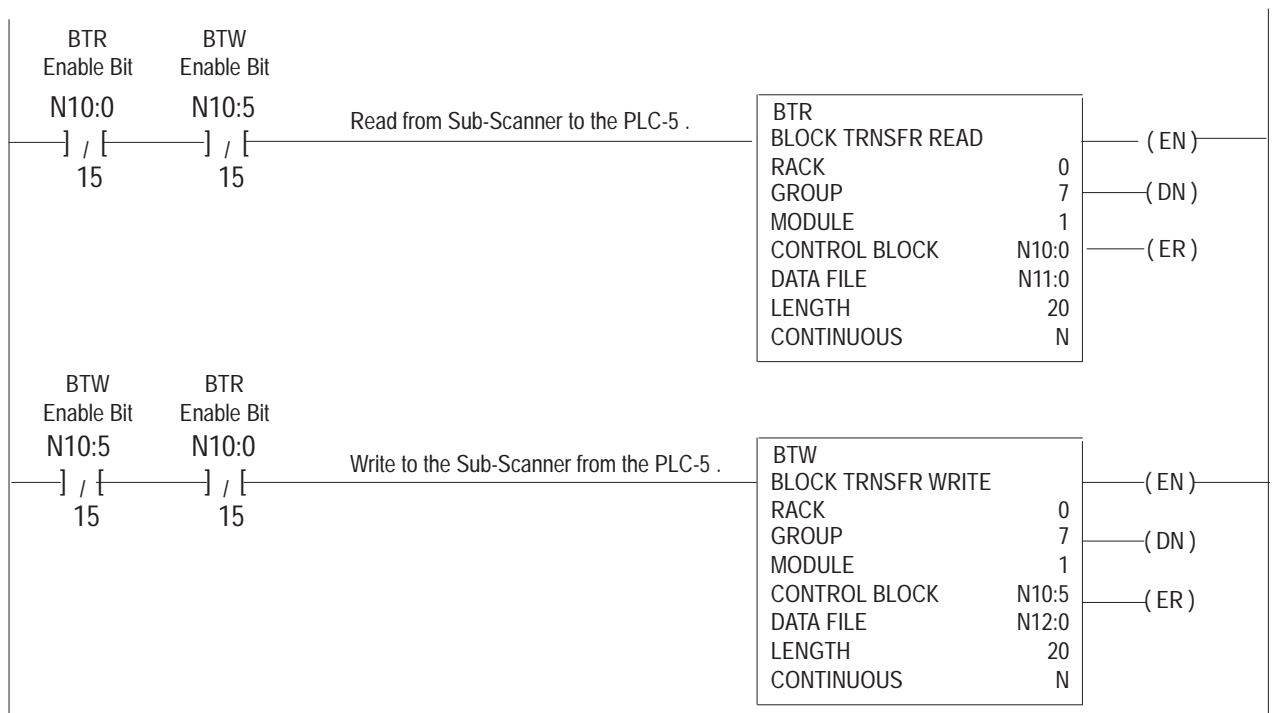 BTR BTW
Enable Bit Enable Bit
N10:0 N10:5
Read from Sub-Scanner to the PLC-5 .
] / [ ] / [
15 15
BTR
BLOCK TRNSFR READ
RACK 0
GROUP 7
MODULE 1
CONTROL BLOCK N10:0
DATA FILE N11:0
LENGTH 20
CONTINUOUS N
( EN )
( DN )
( ER )
BTW BTR
Enable Bit Enable Bit
N10:5 N10:0
Write to the Sub-Scanner from the PLC-5 .
] / [ ] / [
15 15
BTW
BLOCK TRNSFR WRITE
RACK 0
GROUP 7
MODULE 1
CONTROL BLOCK N10:5
DATA FILE N12:0
LENGTH 20
CONTINUOUS N
( EN )
( DN )
( ER )